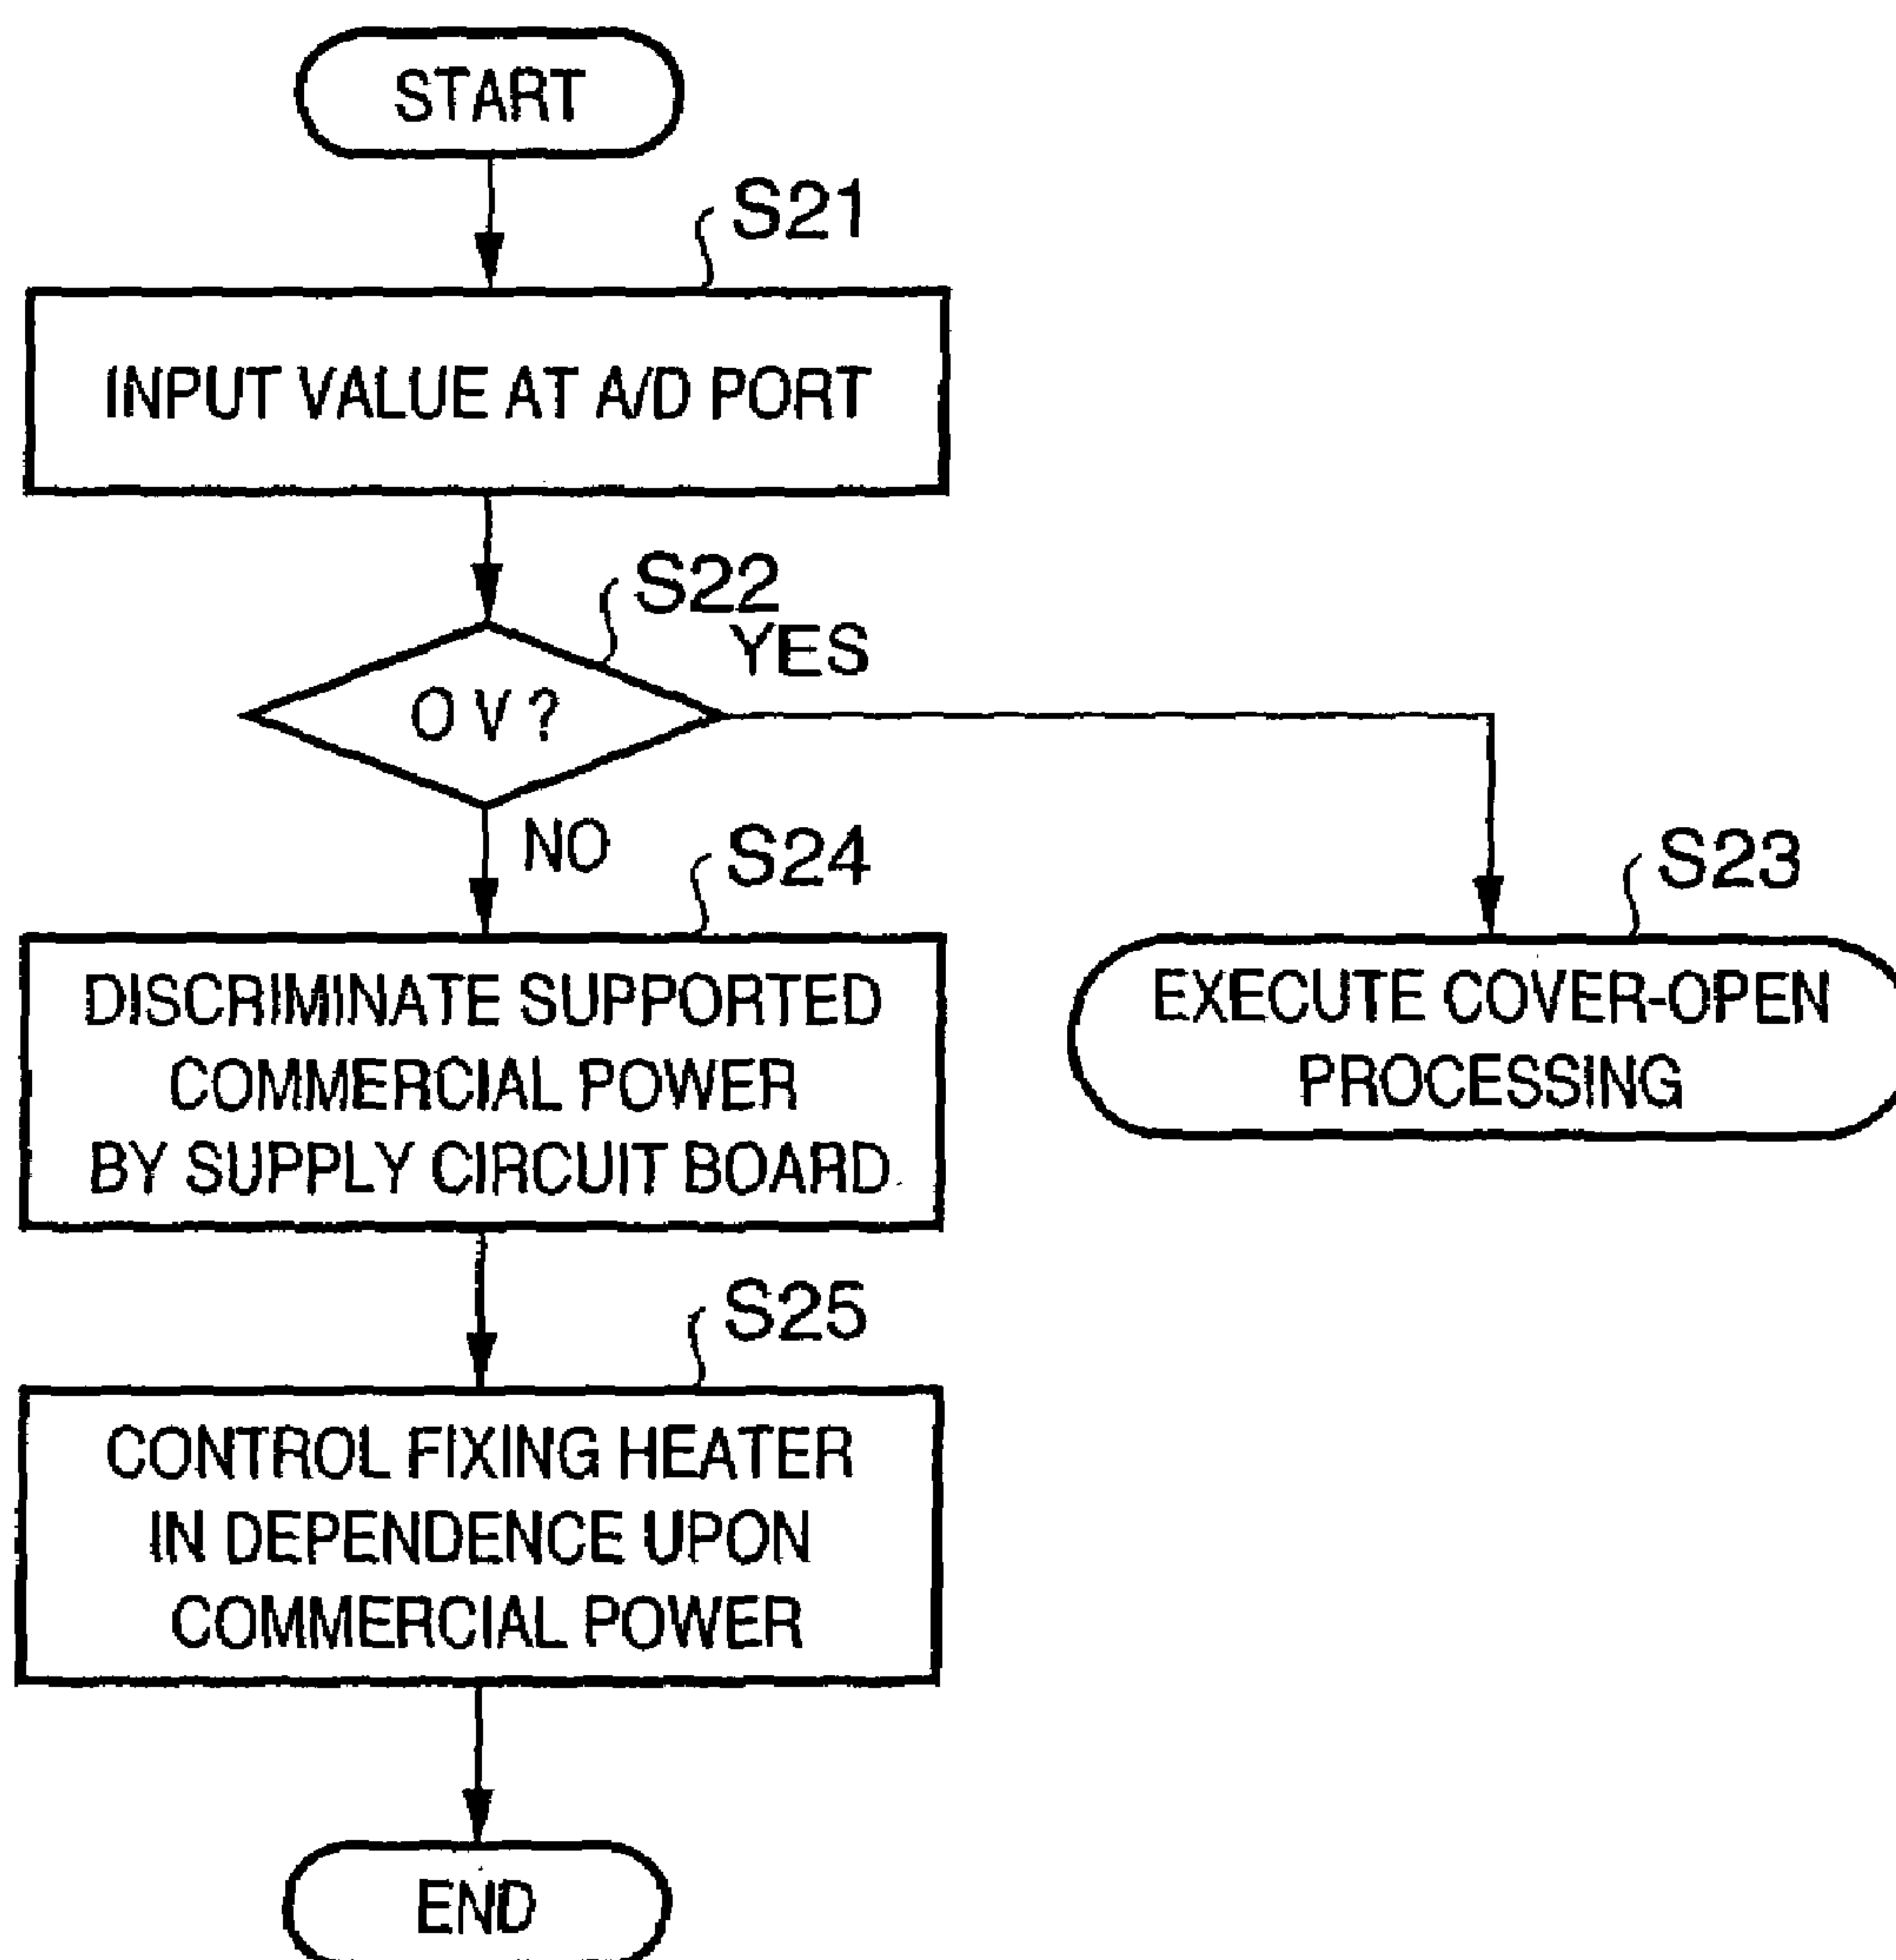 START
S21
INPUT VALUE AT A/D PORT
S22
YES
0 V ?
NO
S24
S23
DISCRIMINATE SUPPORTED
COMMERCIAL POWER
BY SUPPLY CIRCUIT BOARD
EXECUTE COVER-OPEN
PROCESSING
S25
CONTROL FIXING HEATER
IN DEPENDENCE UPON
COMMERCIAL POWER
END